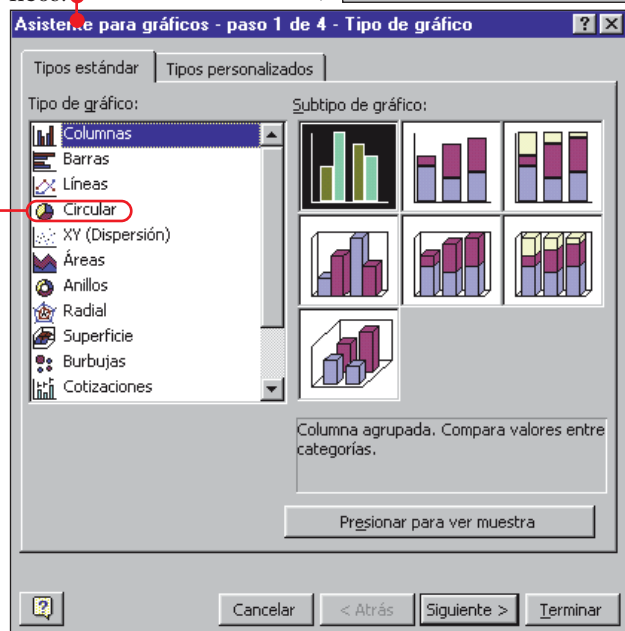 Asistente para gráficos - paso 1 de 4 - Tipo de gráfico
Tipos estándar
Tipos personalizados
Tipo de gráfico:
Subtipo de gráfico:
Columnas
Barras
Líneas
Circular
XY (Dispersión)
Áreas
Anillos
Radial
Superficie
Burbujas
Cotizaciones
Columna agrupada. Compara valores entre
categorías.
Presionar para ver muestra
Cancelar
< Atrás
Siguiente >
Terminar